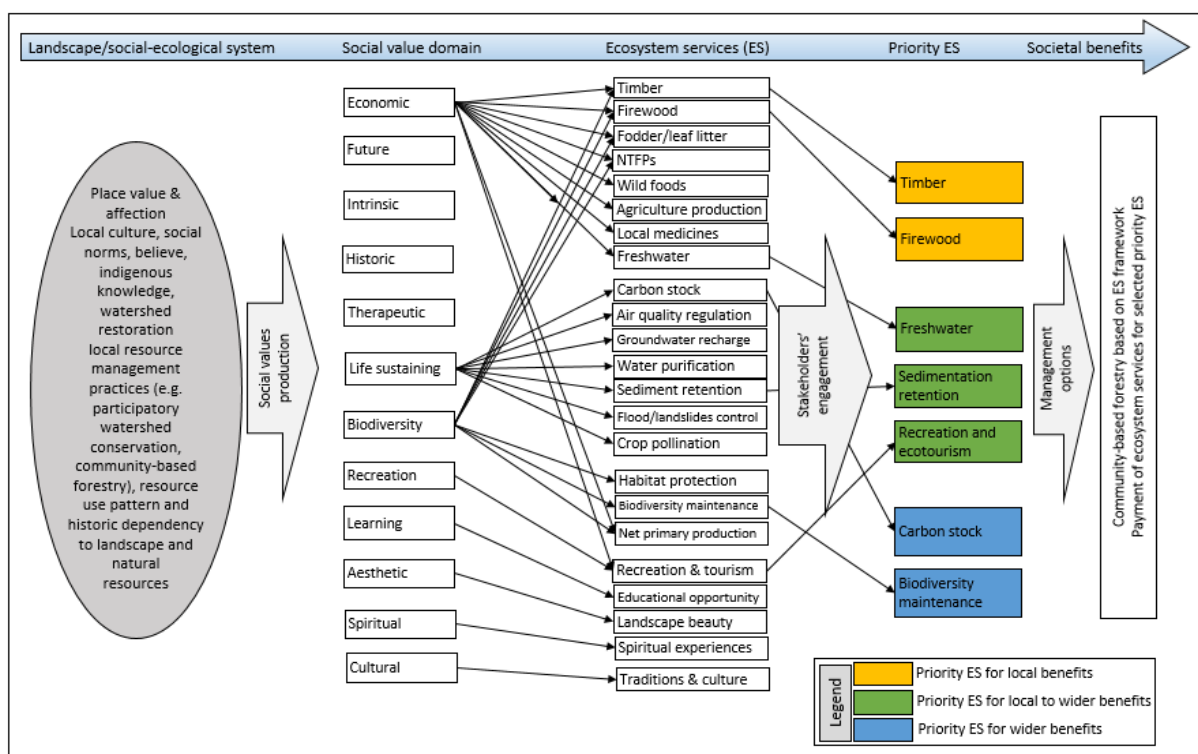 Landscape/social-ecological system
Social value domain
Ecosystem services (ES)
Priority ES
Societal benefits
Place value &
affection
Local culture, social
norms, believe,
indigenous
knowledge,
watershed
restoration
local resource
management
practices (e.g.
participatory
watershed
conservation,
community-based
forestry), resource
use pattern and
historic dependency
to landscape and
natural
resources
Social values
production
Economic
Future
Intrinsic
Historic
Therapeutic
Life sustaining
Biodiversity
Recreation
Learning
Aesthetic
Spiritual
Cultural
Timber
Firewood
Fodder/leaf litter
NTFPs
Wild foods
Agriculture production
Local medicines
Freshwater
Carbon stock
Air quality regulation
Groundwater recharge
Water purification
Sediment retention
Flood/landslides control
Crop pollination
Habitat protection
Biodiversity maintenance
Net primary production
Recreation & tourism
Educational opportunity
Landscape beauty
Spiritual experiences
Traditions & culture
Stakeholders'
engagement
Timber
Firewood
Freshwater
Sedimentation
retention
Recreation and
ecotourism
Carbon stock
Biodiversity
maintenance
Management
options
Community-based forestry based on ES framework
Payment of ecosystem services for selected priority ES
Legend
Priority ES for local benefits
Priority ES for local to wider benefits
Priority ES for wider benefits